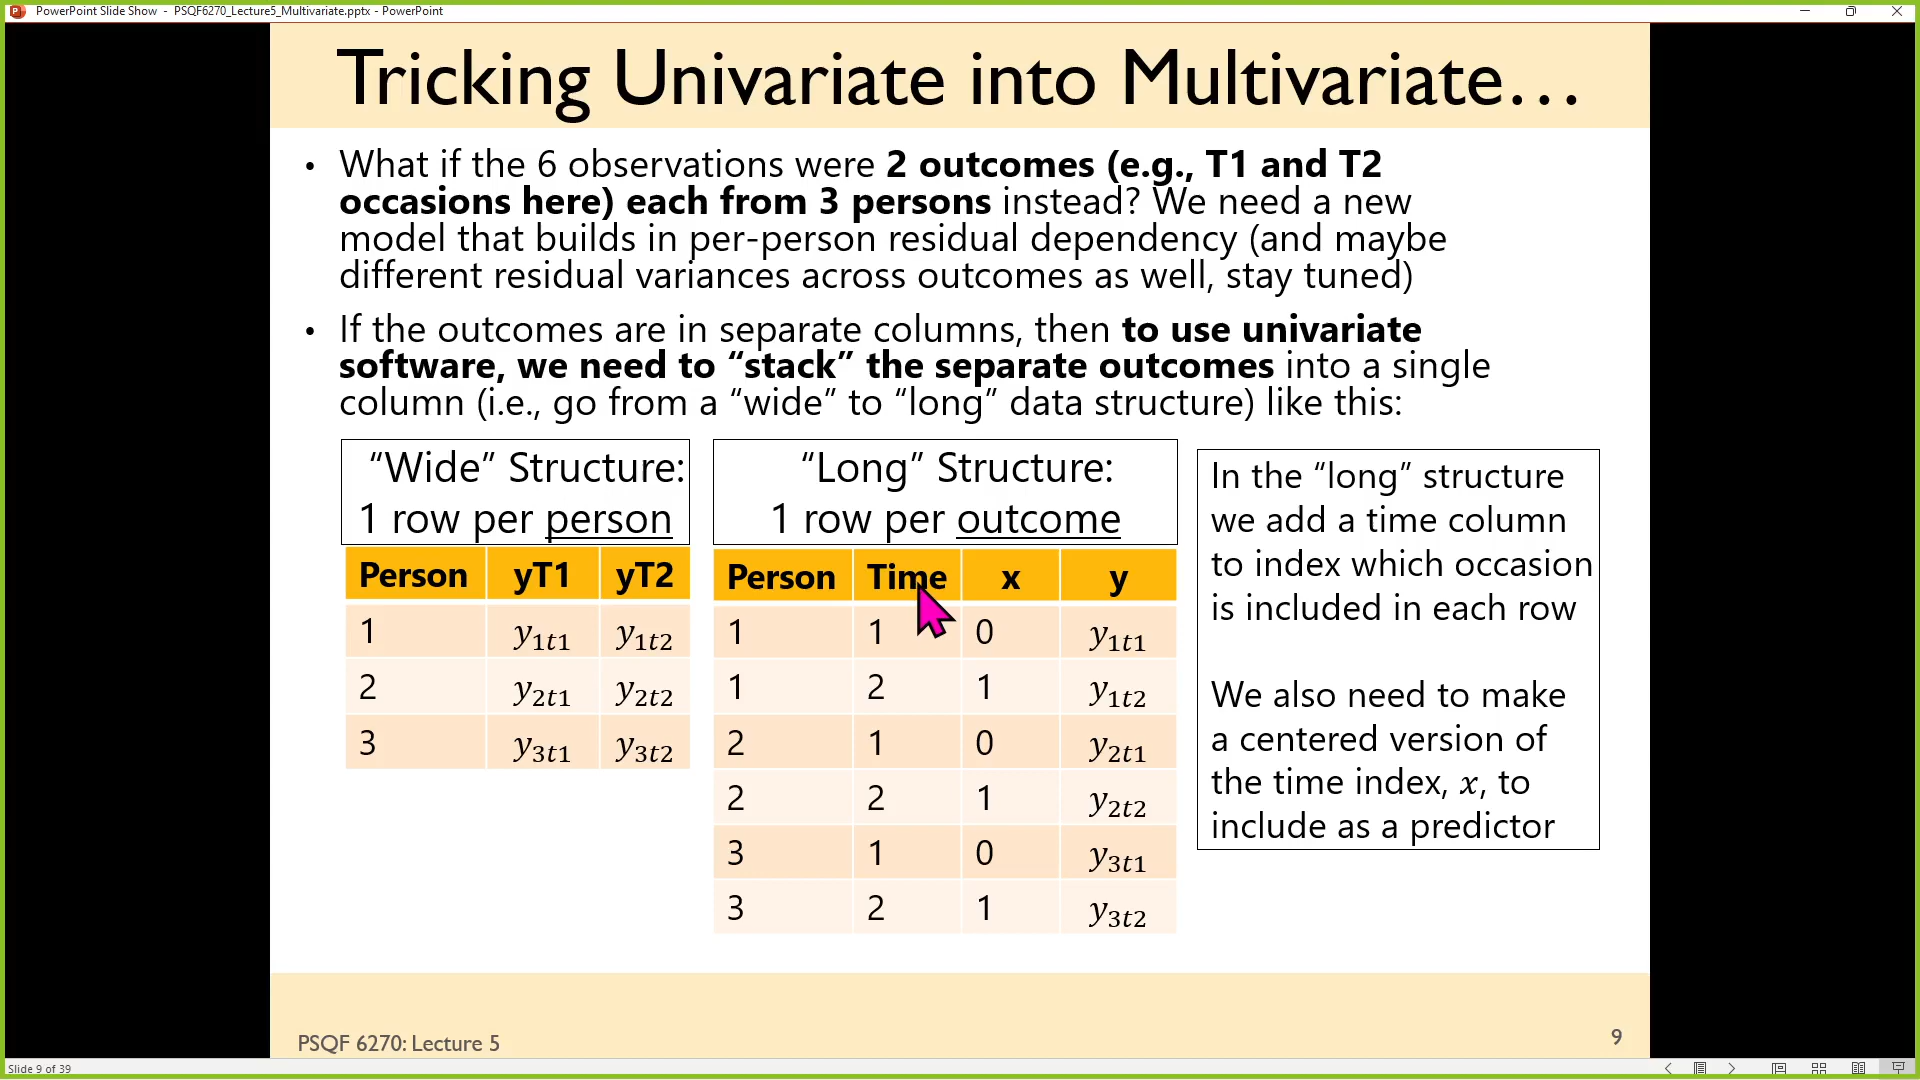 PowerPoint Slide Show - PSQF6270_Lecture5_Multivariate.pptx - PowerPoint
Tricking Univariate into Multivariate…
• What if the 6 observations were 2 outcomes (e.g., T1 and T2
occasions here) each from 3 persons instead? We need a new
model that builds in per-person residual dependency (and maybe
different residual variances across outcomes as well, stay tuned)
• If the outcomes are in separate columns, then to use univariate
software, we need to “stack” the separate outcomes into a single
column (i.e., go from a “wide” to “long” data structure) like this:
“Wide” Structure:
1 row per person
Person yT1 yT2
1 y1t1 y1t2
2 y2t1 y2t2
3 y3t1 y3t2
“Long” Structure:
1 row per outcome
Person Time x y
1 1 0 y1t1
1 2 1 y1t2
2 1 0 y2t1
2 2 1 y2t2
3 1 0 y3t1
3 2 1 y3t2
In the “long” structure
we add a time column
to index which occasion
is included in each row
We also need to make
a centered version of
the time index, x, to
include as a predictor
PSQF 6270: Lecture 5
9
Slide 9 of 39